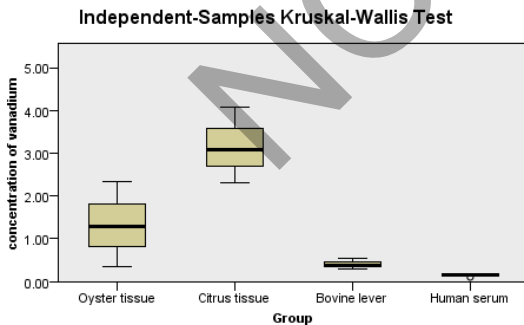 Independent-Samples Kruskal-Wallis Test
concentration of vanadium
5.00
4.00
3.00
2.00
1.00
0.00
Oyster tissue Citrus tissue Bovine lever Human serum
Group